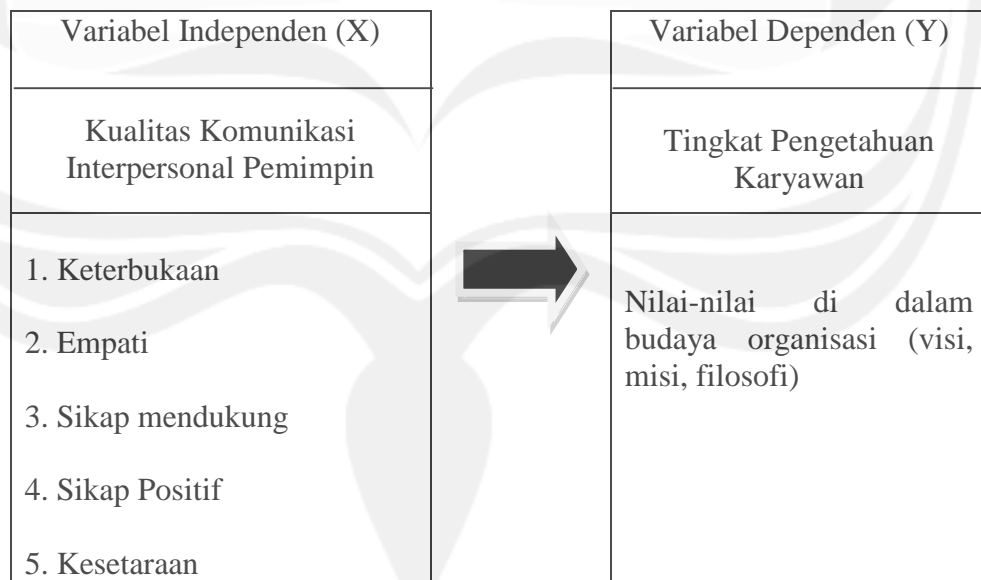 Variabel Independen (X)
Kualitas Komunikasi
Interpersonal Pemimpin
1. Keterbukaan
2. Empati
3. Sikap mendukung
4. Sikap Positif
5. Kesetaraan
Variabel Dependen (Y)
Tingkat Pengetahuan
Karyawan
Nilai-nilai di dalam
budaya organisasi (visi,
misi, filosofi)